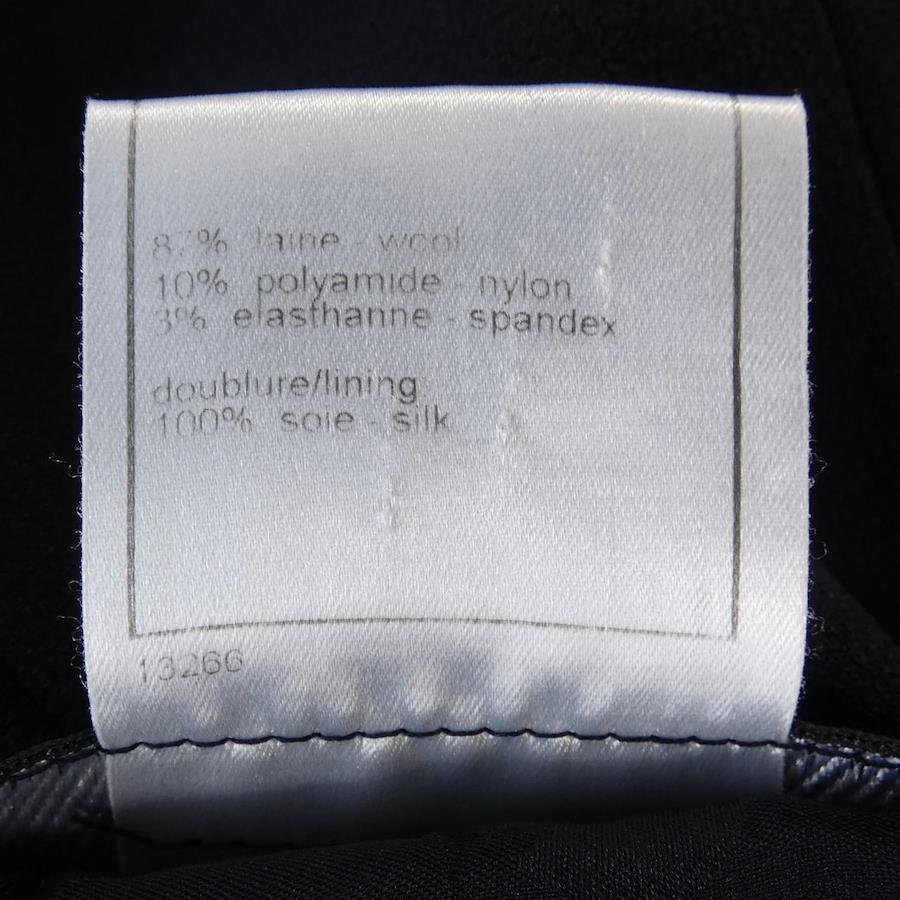 87% laine - wool
10% polyamide - nylon
3% elasthanne - spandex
doublure/lining
100% soie - silk
13266